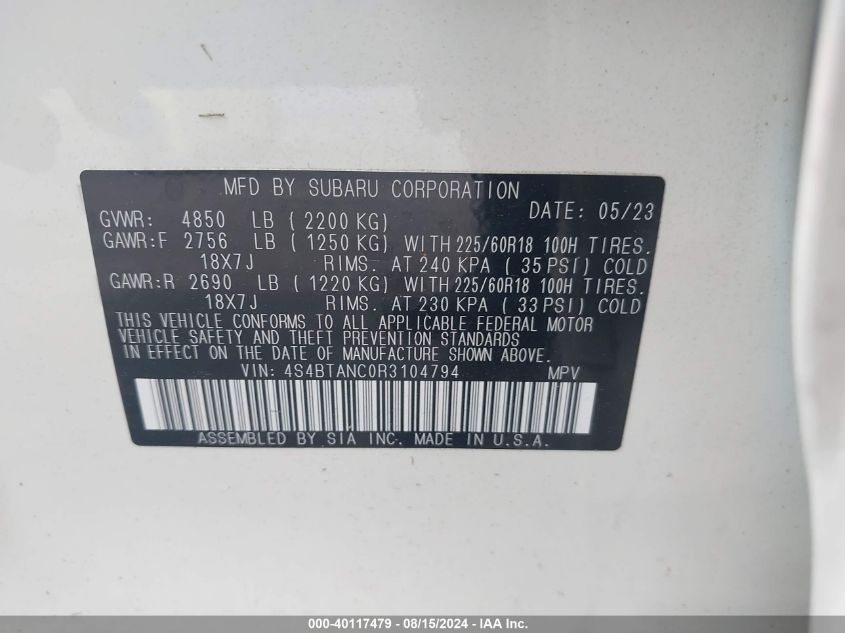 MFD BY SUBARU CORPORATION
DATE: 05/23
GVWR: 4850 LB ( 2200 KG)
GAWR:F 2756 LB ( 1250 KG) WITH 225/60R18 100H TIRES.
18X7J RIMS. AT 240 KPA ( 35 PSI) COLD
GAWR:R 2690 LB ( 1220 KG) WITH 225/60R18 100H TIRES.
18X7J RIMS. AT 230 KPA ( 33 PSI) COLD
THIS VEHICLE CONFORMS TO ALL APPLICABLE FEDERAL MOTOR
VEHICLE SAFETY AND THEFT PREVENTION STANDARDS
IN EFFECT ON THE DATE OF MANUFACTURE SHOWN ABOVE.
VIN: 4S4BTANC0R3104794 MPV
ASSEMBLED BY SIA INC. MADE IN U.S.A.
000-40117479 - 08/15/2024 - IAA Inc.